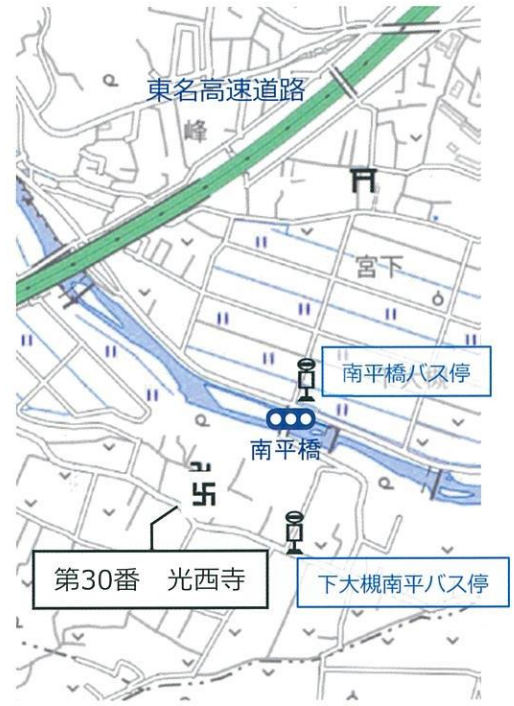 東名高速道路
峰
宮下
南平橋バス停
南平橋
第30番 光西寺
下大槻南平バス停